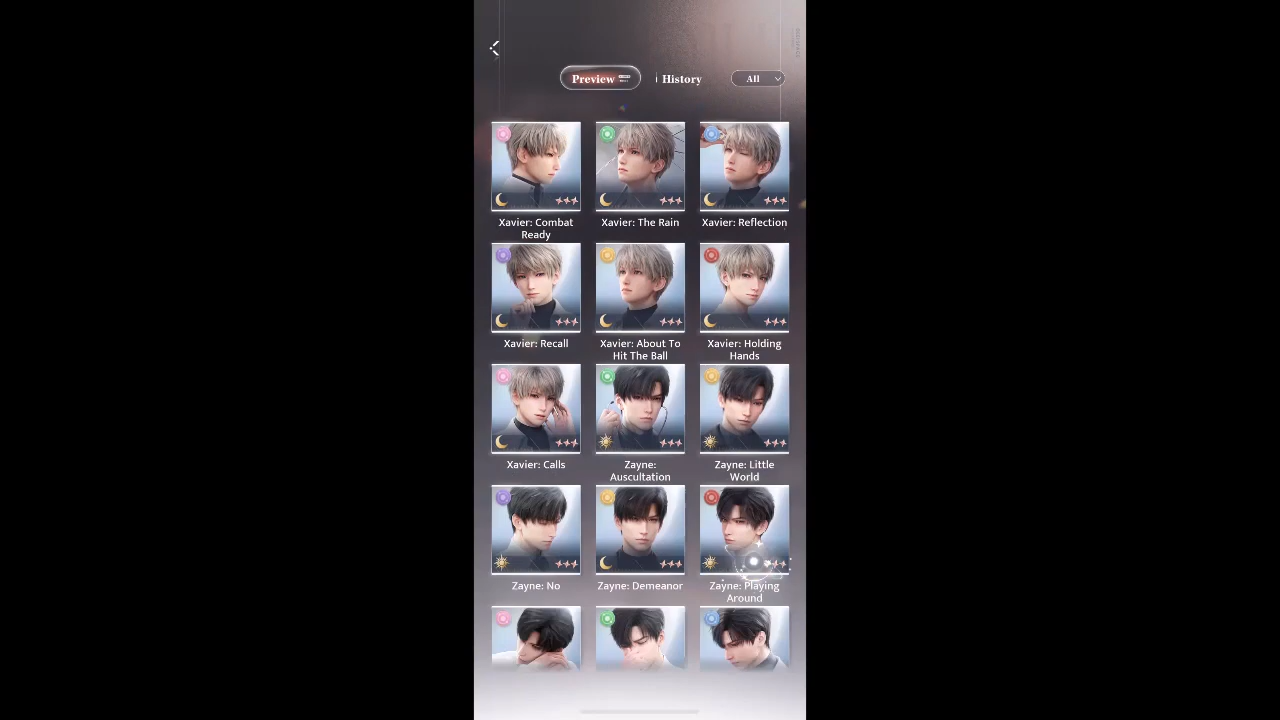 Preview
History
All
Xavier: Combat
Ready
Xavier: The Rain
Xavier: Reflection
Xavier: Recall
Xavier: About To
Hit The Ball
Xavier: Holding
Hands
Xavier: Calls
Zayne:
Auscultation
Zayne: Little
World
Zayne: No
Zayne: Demeanor
Zayne: Playing
Around